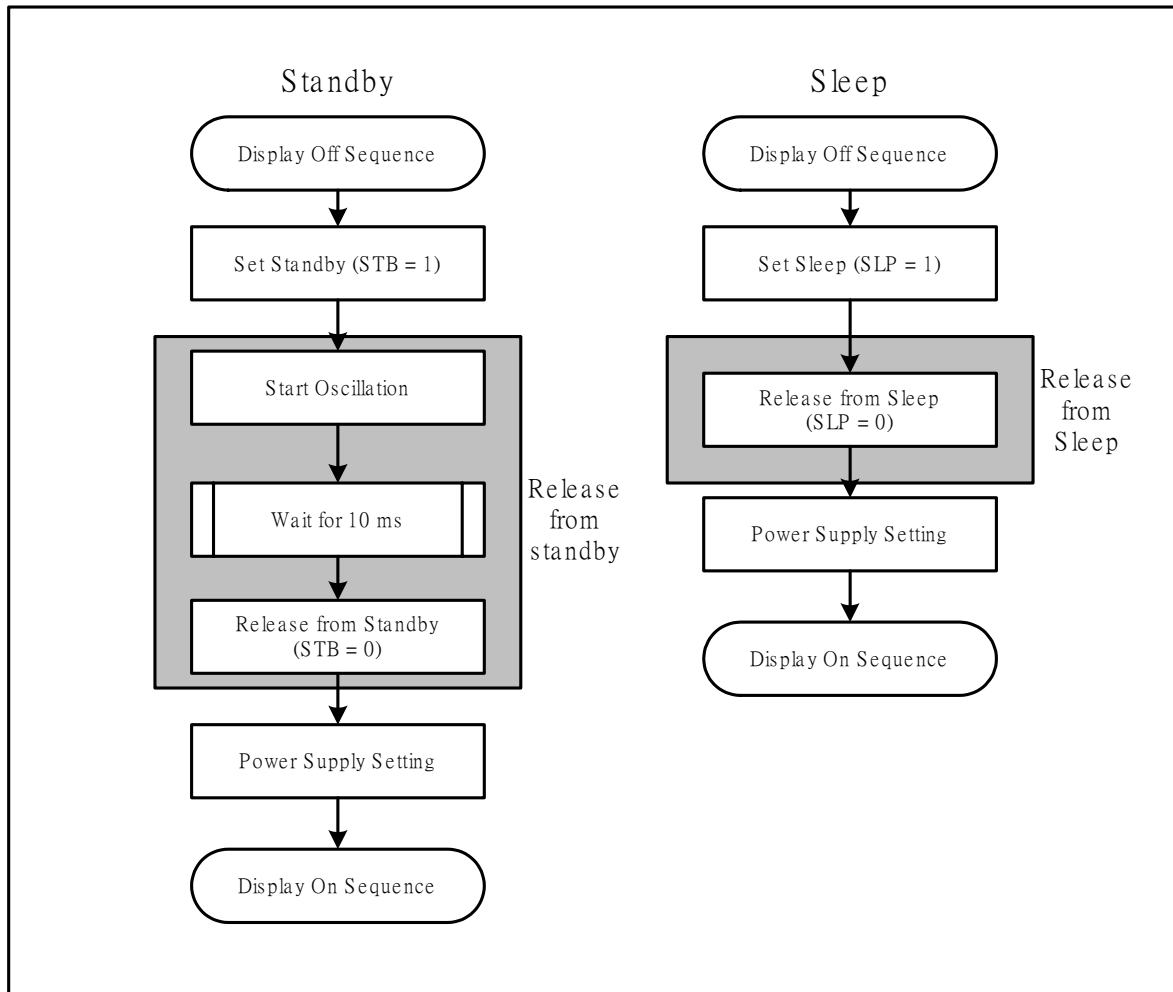 Standby
Display Off Sequence
Set Standby (STB = 1)
Start Oscillation
Wait for 10 ms
Release from Standby
(STB = 0)
Release
from
standby
Power Supply Setting
Display On Sequence
Sleep
Display Off Sequence
Set Sleep (SLP = 1)
Release from Sleep
(SLP = 0)
Release
from
Sleep
Power Supply Setting
Display On Sequence